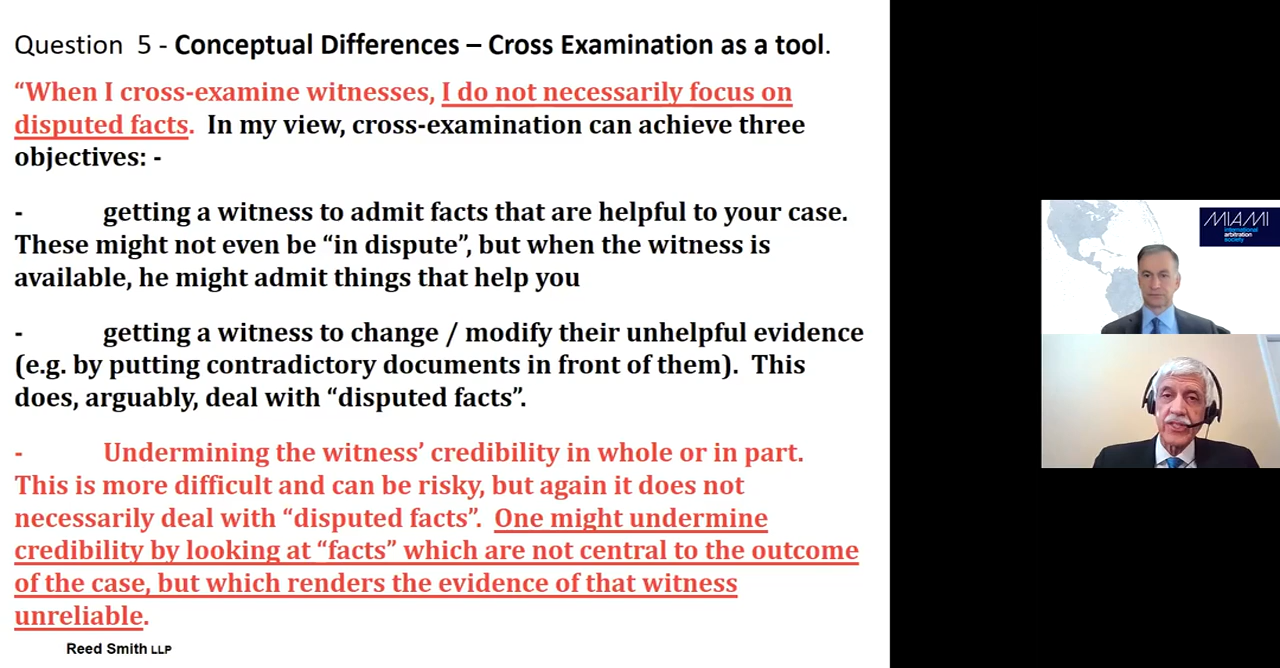 Question 5 - Conceptual Differences – Cross Examination as a tool.
“When I cross-examine witnesses, I do not necessarily focus on
disputed facts. In my view, cross-examination can achieve three
objectives: -
- getting a witness to admit facts that are helpful to your case.
These might not even be “in dispute”, but when the witness is
available, he might admit things that help you
- getting a witness to change / modify their unhelpful evidence
(e.g. by putting contradictory documents in front of them). This
does, arguably, deal with “disputed facts”.
- Undermining the witness’ credibility in whole or in part.
This is more difficult and can be risky, but again it does not
necessarily deal with “disputed facts”. One might undermine
credibility by looking at “facts” which are not central to the outcome
of the case, but which renders the evidence of that witness
unreliable.
Reed Smith LLP
MIAMI
international
arbitration
society